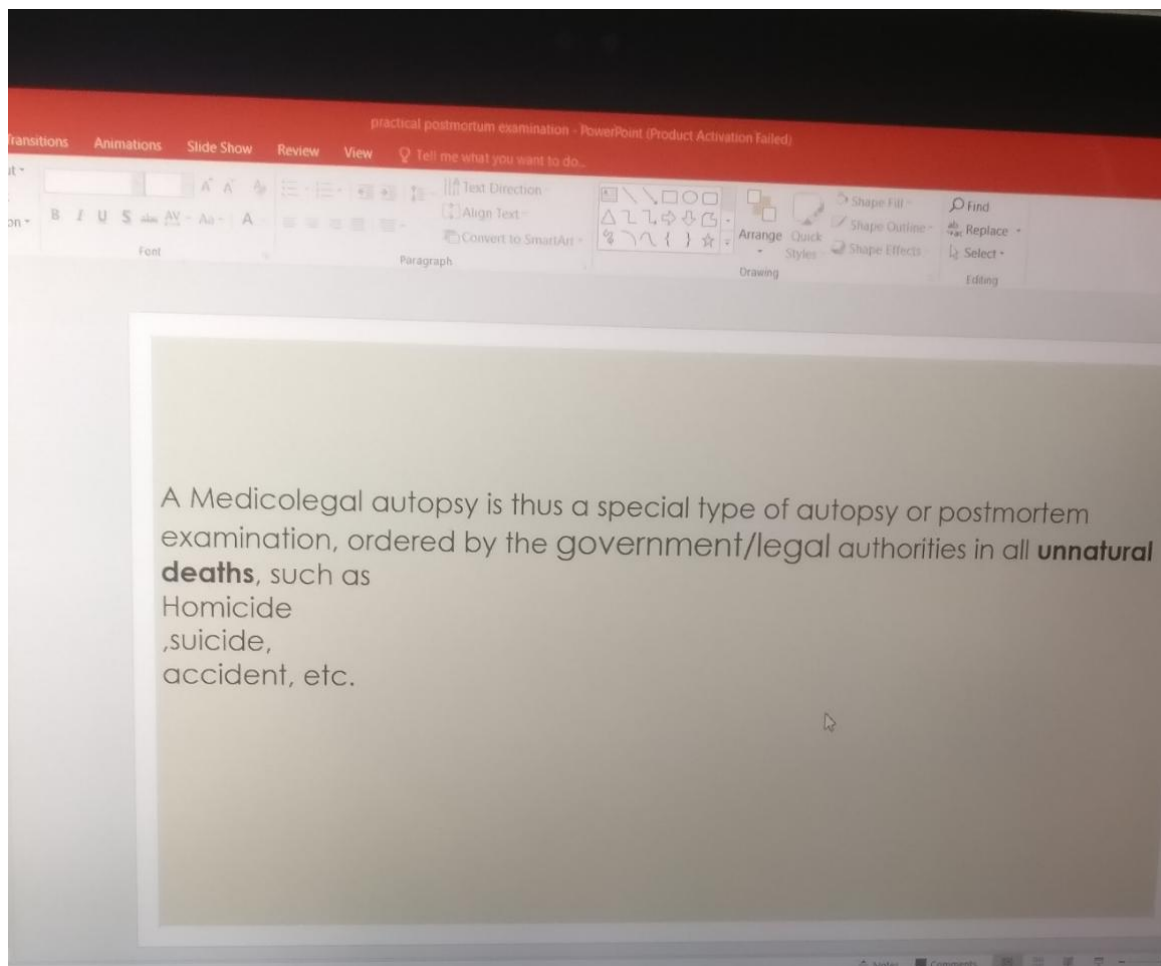 practical postmortum examination - PowerPoint (Product Activation Failed)
Transitions Animations Slide Show Review View Tell me what you want to do...
Text Direction
Align Text
Convert to SmartArt
Arrange
Quick Styles
Shape Fill
Shape Outline
Shape Effects
Find
Replace
Select
B I U S abc AV Aa A
Font
Paragraph
Drawing
Editing
A Medicolegal autopsy is thus a special type of autopsy or postmortem
examination, ordered by the government/legal authorities in all unnatural
deaths, such as
Homicide
,suicide,
accident, etc.
Notes Comments